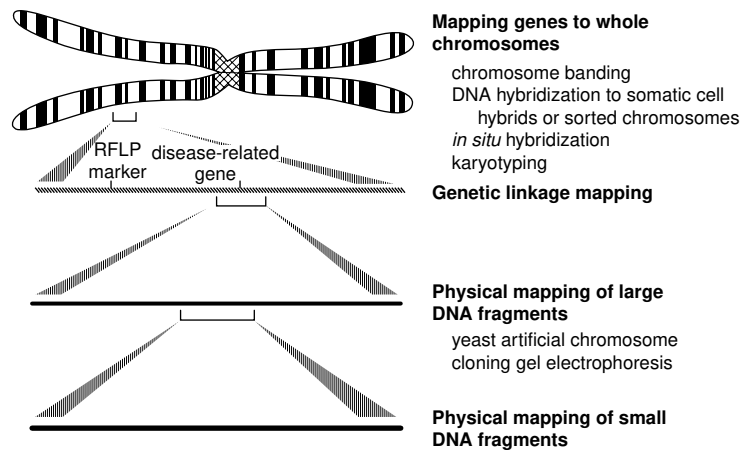 Mapping genes to whole
chromosomes
chromosome banding
DNA hybridization to somatic cell
hybrids or sorted chromosomes
in situ hybridization
karyotyping
RFLP
marker
disease-related
gene
Genetic linkage mapping
Physical mapping of large
DNA fragments
yeast artificial chromosome
cloning gel electrophoresis
Physical mapping of small
DNA fragments